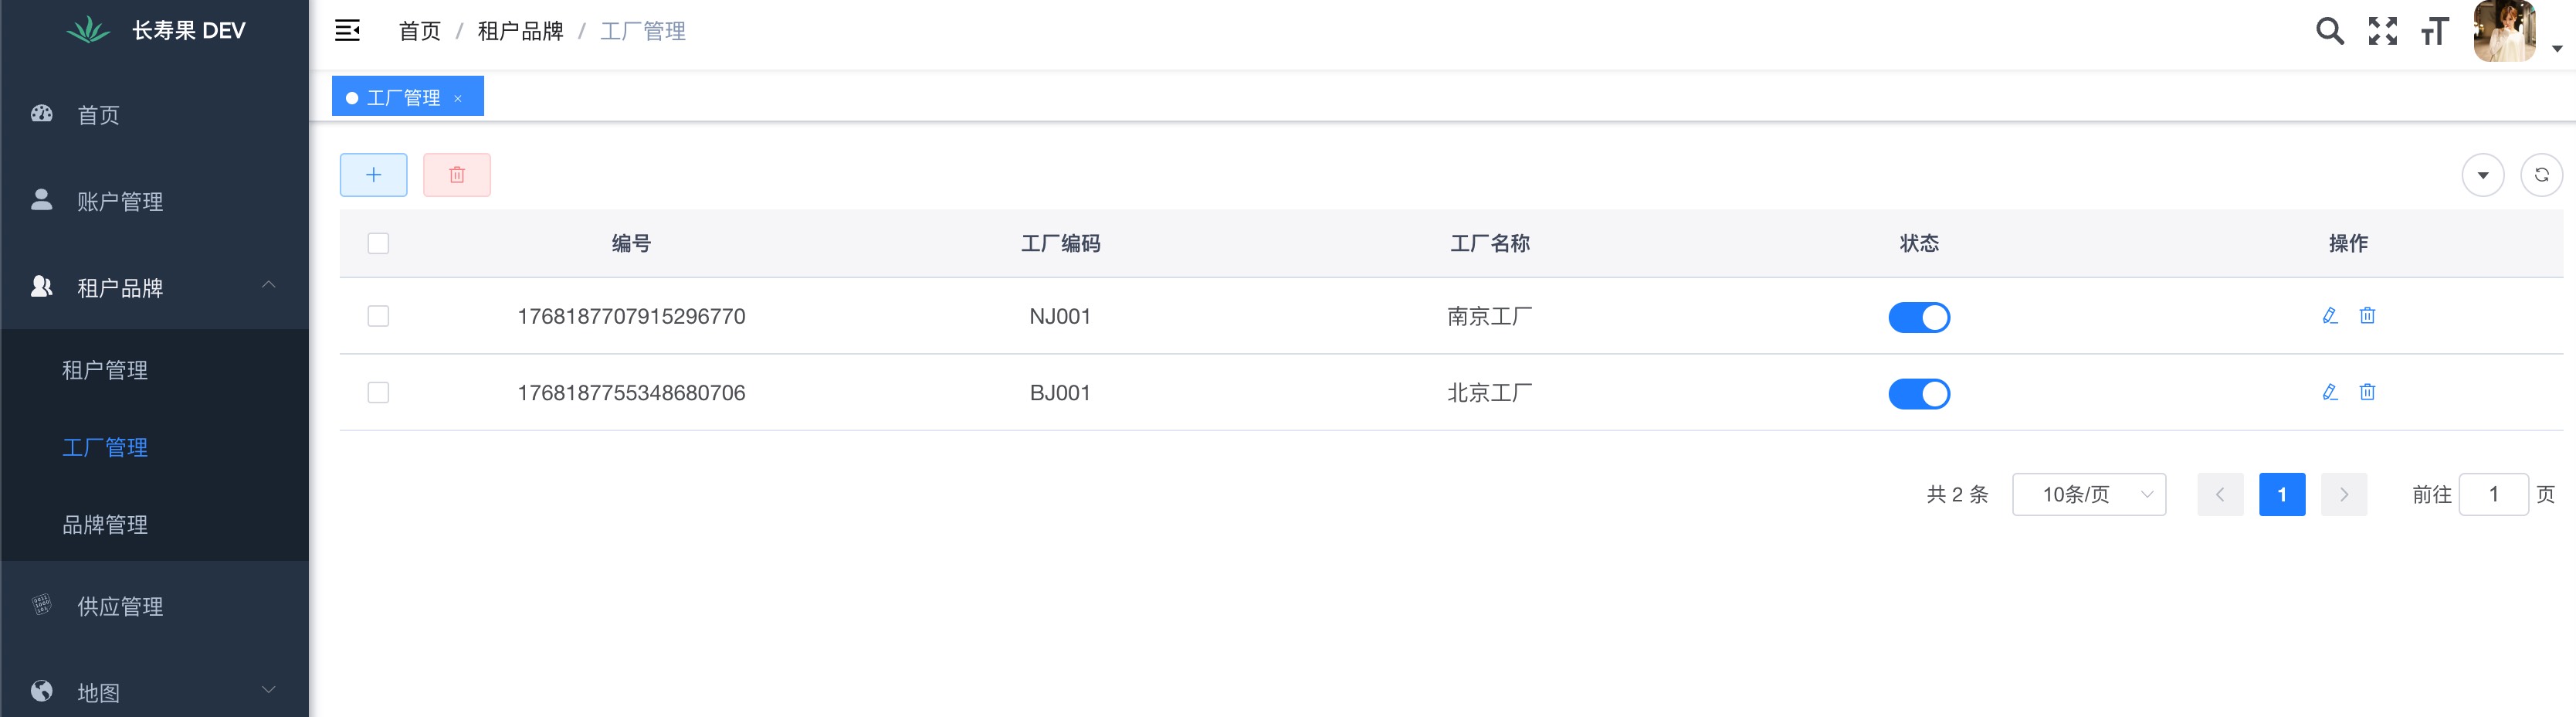 长寿果 DEV
首页 / 租户品牌 / 工厂管理
工厂管理 ×
首页
账户管理
租户品牌
租户管理
工厂管理
品牌管理
供应管理
地图
编号 工厂编码 工厂名称 状态 操作
1768187707915296770 NJ001 南京工厂
1768187755348680706 BJ001 北京工厂
共 2 条 10条/页 1 前往 1 页